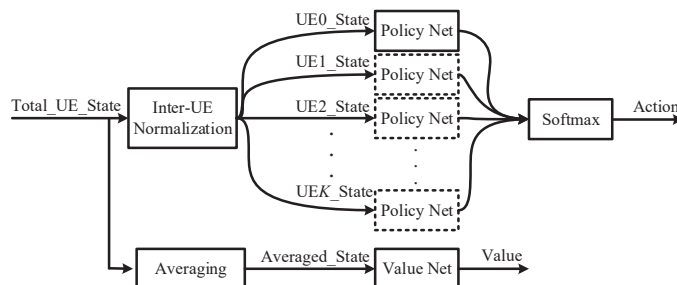 Total_UE_State
Inter-UE
Normalization
UE0_State
Policy Net
UE1_State
Policy Net
UE2_State
Policy Net
UEK_State
Policy Net
Softmax
Action
Averaging
Averaged_State
Value Net
Value